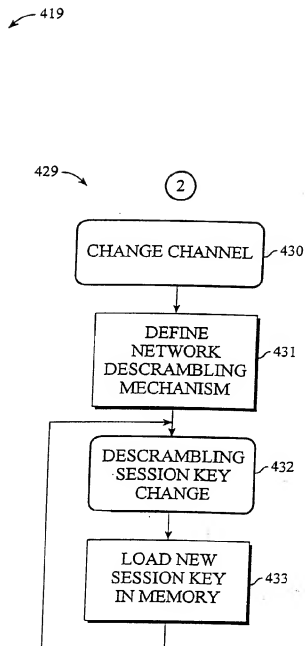 419
429
2
CHANGE CHANNEL
430
DEFINE
NETWORK
DESCRAMBLING
MECHANISM
431
DESCRAMBLING
SESSION KEY
CHANGE
432
LOAD NEW
SESSION KEY
IN MEMORY
433